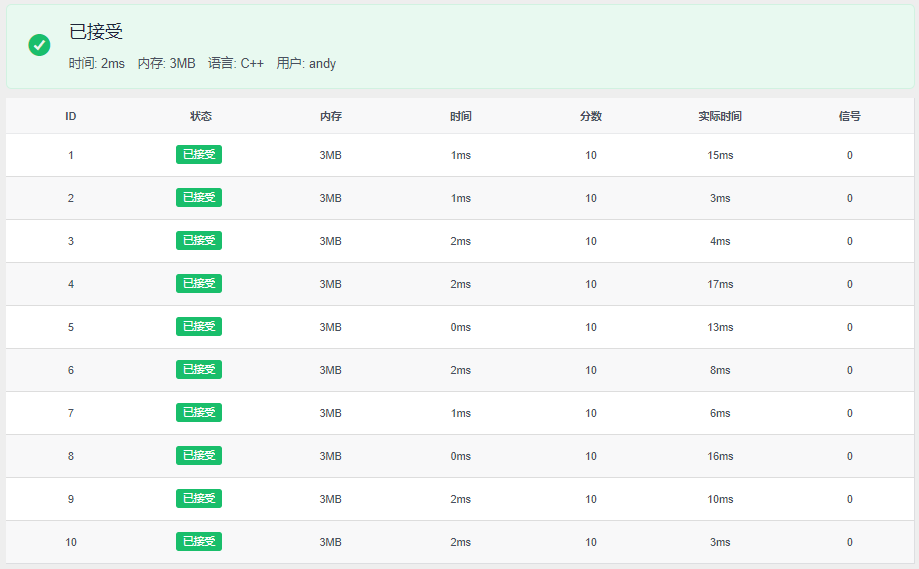 已接受
时间: 2ms 内存: 3MB 语言: C++ 用户: andy
ID 状态 内存 时间 分数 实际时间 信号
1 已接受 3MB 1ms 10 15ms 0
2 已接受 3MB 1ms 10 3ms 0
3 已接受 3MB 2ms 10 4ms 0
4 已接受 3MB 2ms 10 17ms 0
5 已接受 3MB 0ms 10 13ms 0
6 已接受 3MB 2ms 10 8ms 0
7 已接受 3MB 1ms 10 6ms 0
8 已接受 3MB 0ms 10 16ms 0
9 已接受 3MB 2ms 10 10ms 0
10 已接受 3MB 2ms 10 3ms 0